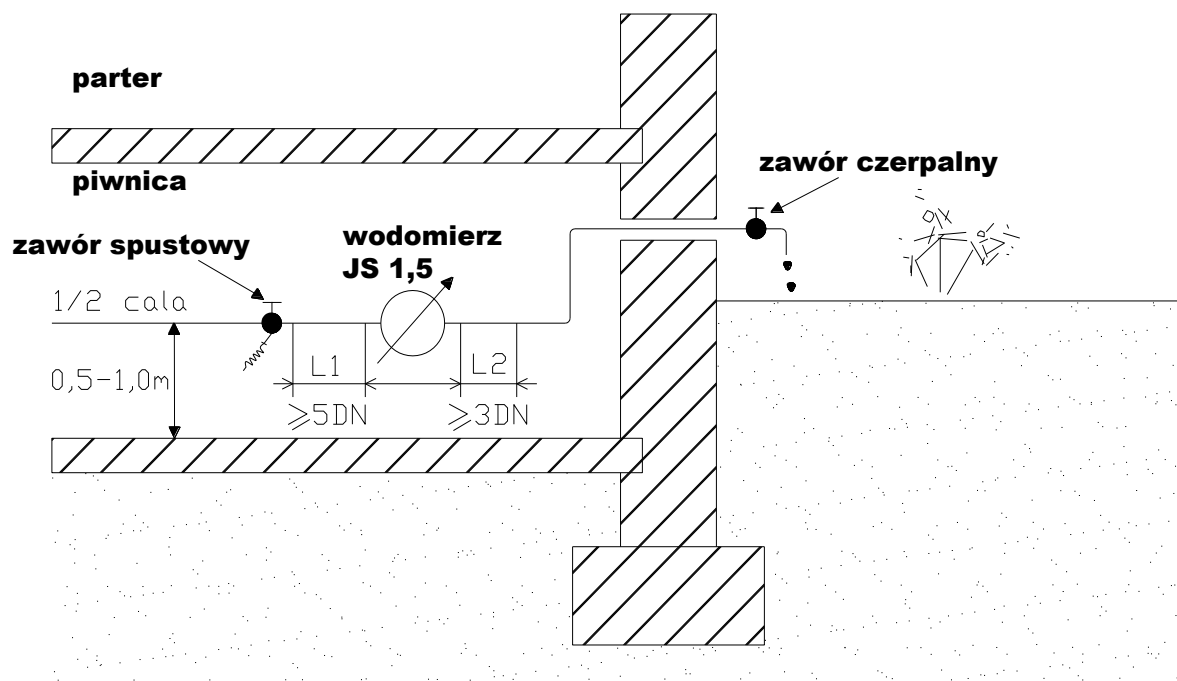 parter
piwnica
zawór czerpalny
zawór spustowy
wodomierz
JS 1,5
1/2 cala
0,5-1,0m
L1
L2
≥5DN
≥3DN